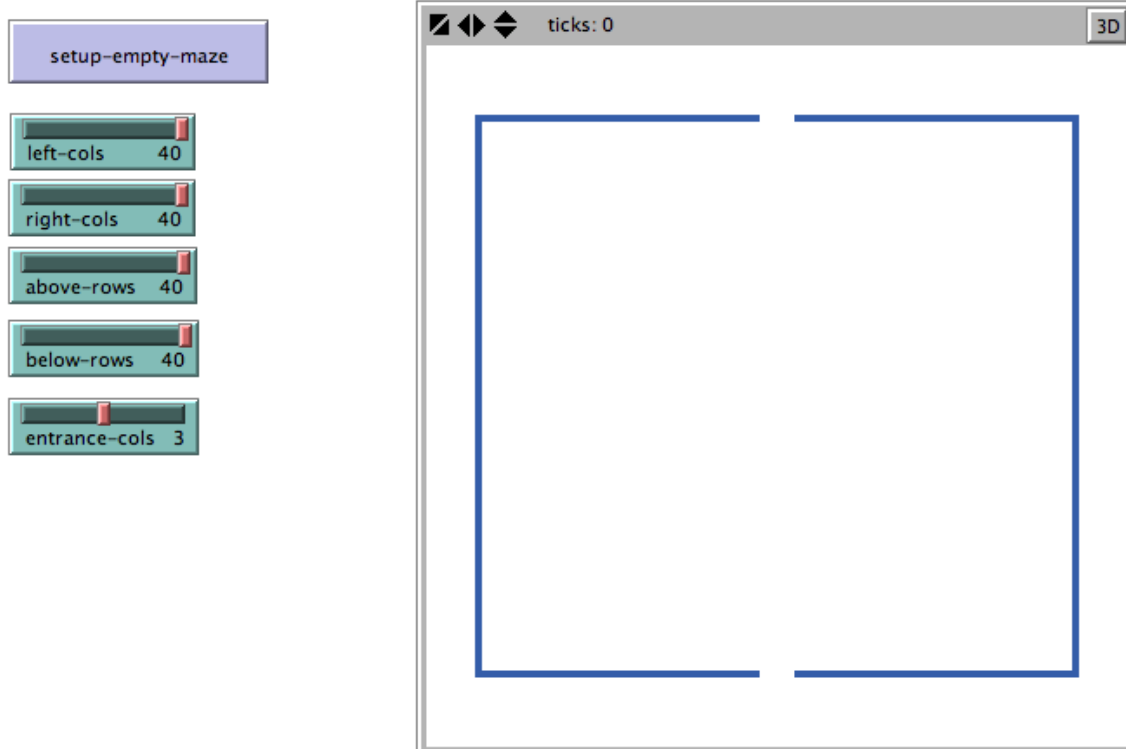 ticks: 0
3D
setup-empty-maze
left-cols 40
right-cols 40
above-rows 40
below-rows 40
entrance-cols 3